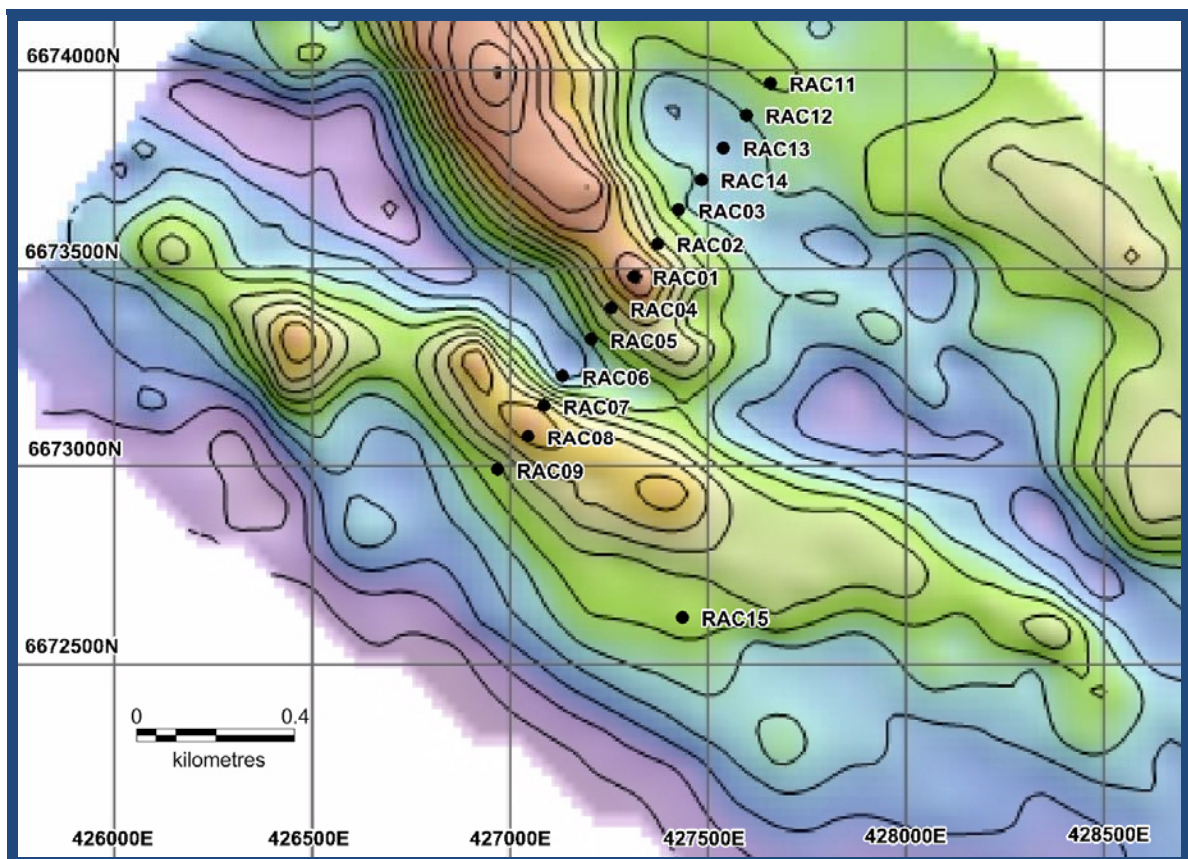 6674000N
RAC11
RAC12
RAC13
RAC14
RAC03
RAC02
6673500N
RAC01
RAC04
RAC05
RAC06
RAC07
RAC08
6673000N
RAC09
RAC15
6672500N
0 0.4
kilometres
426000E 426500E 427000E 427500E 428000E 428500E